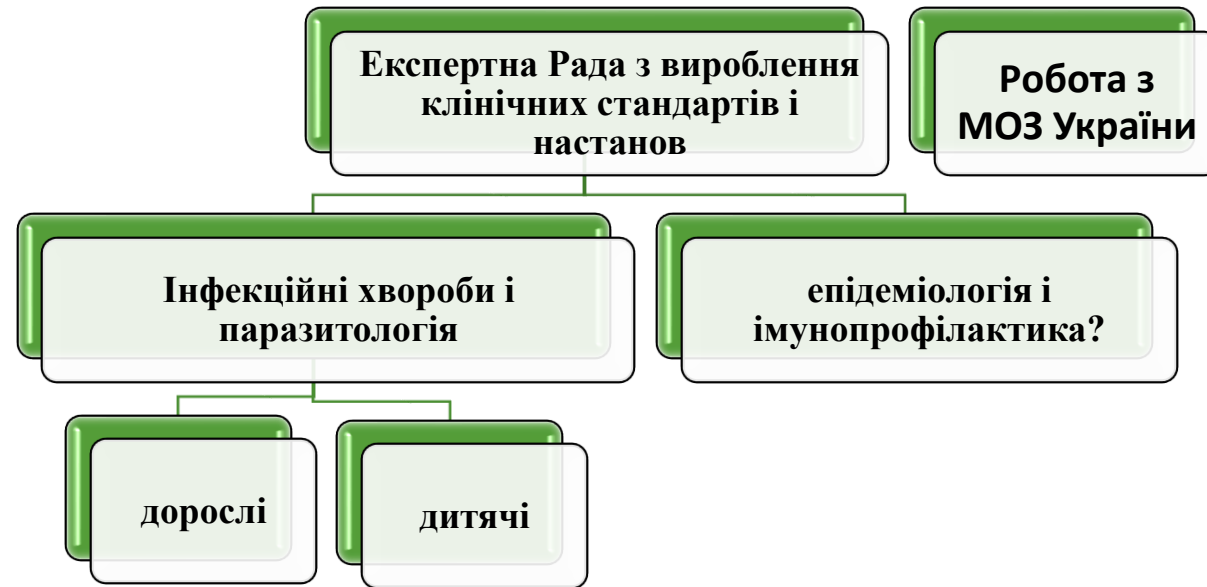 Експертна Рада з вироблення
клінічних стандартів і
настанов
Робота з
МОЗ України
Інфекційні хвороби і
паразитологія
епідеміологія і
імунопрофілактика?
дорослі
дитячі